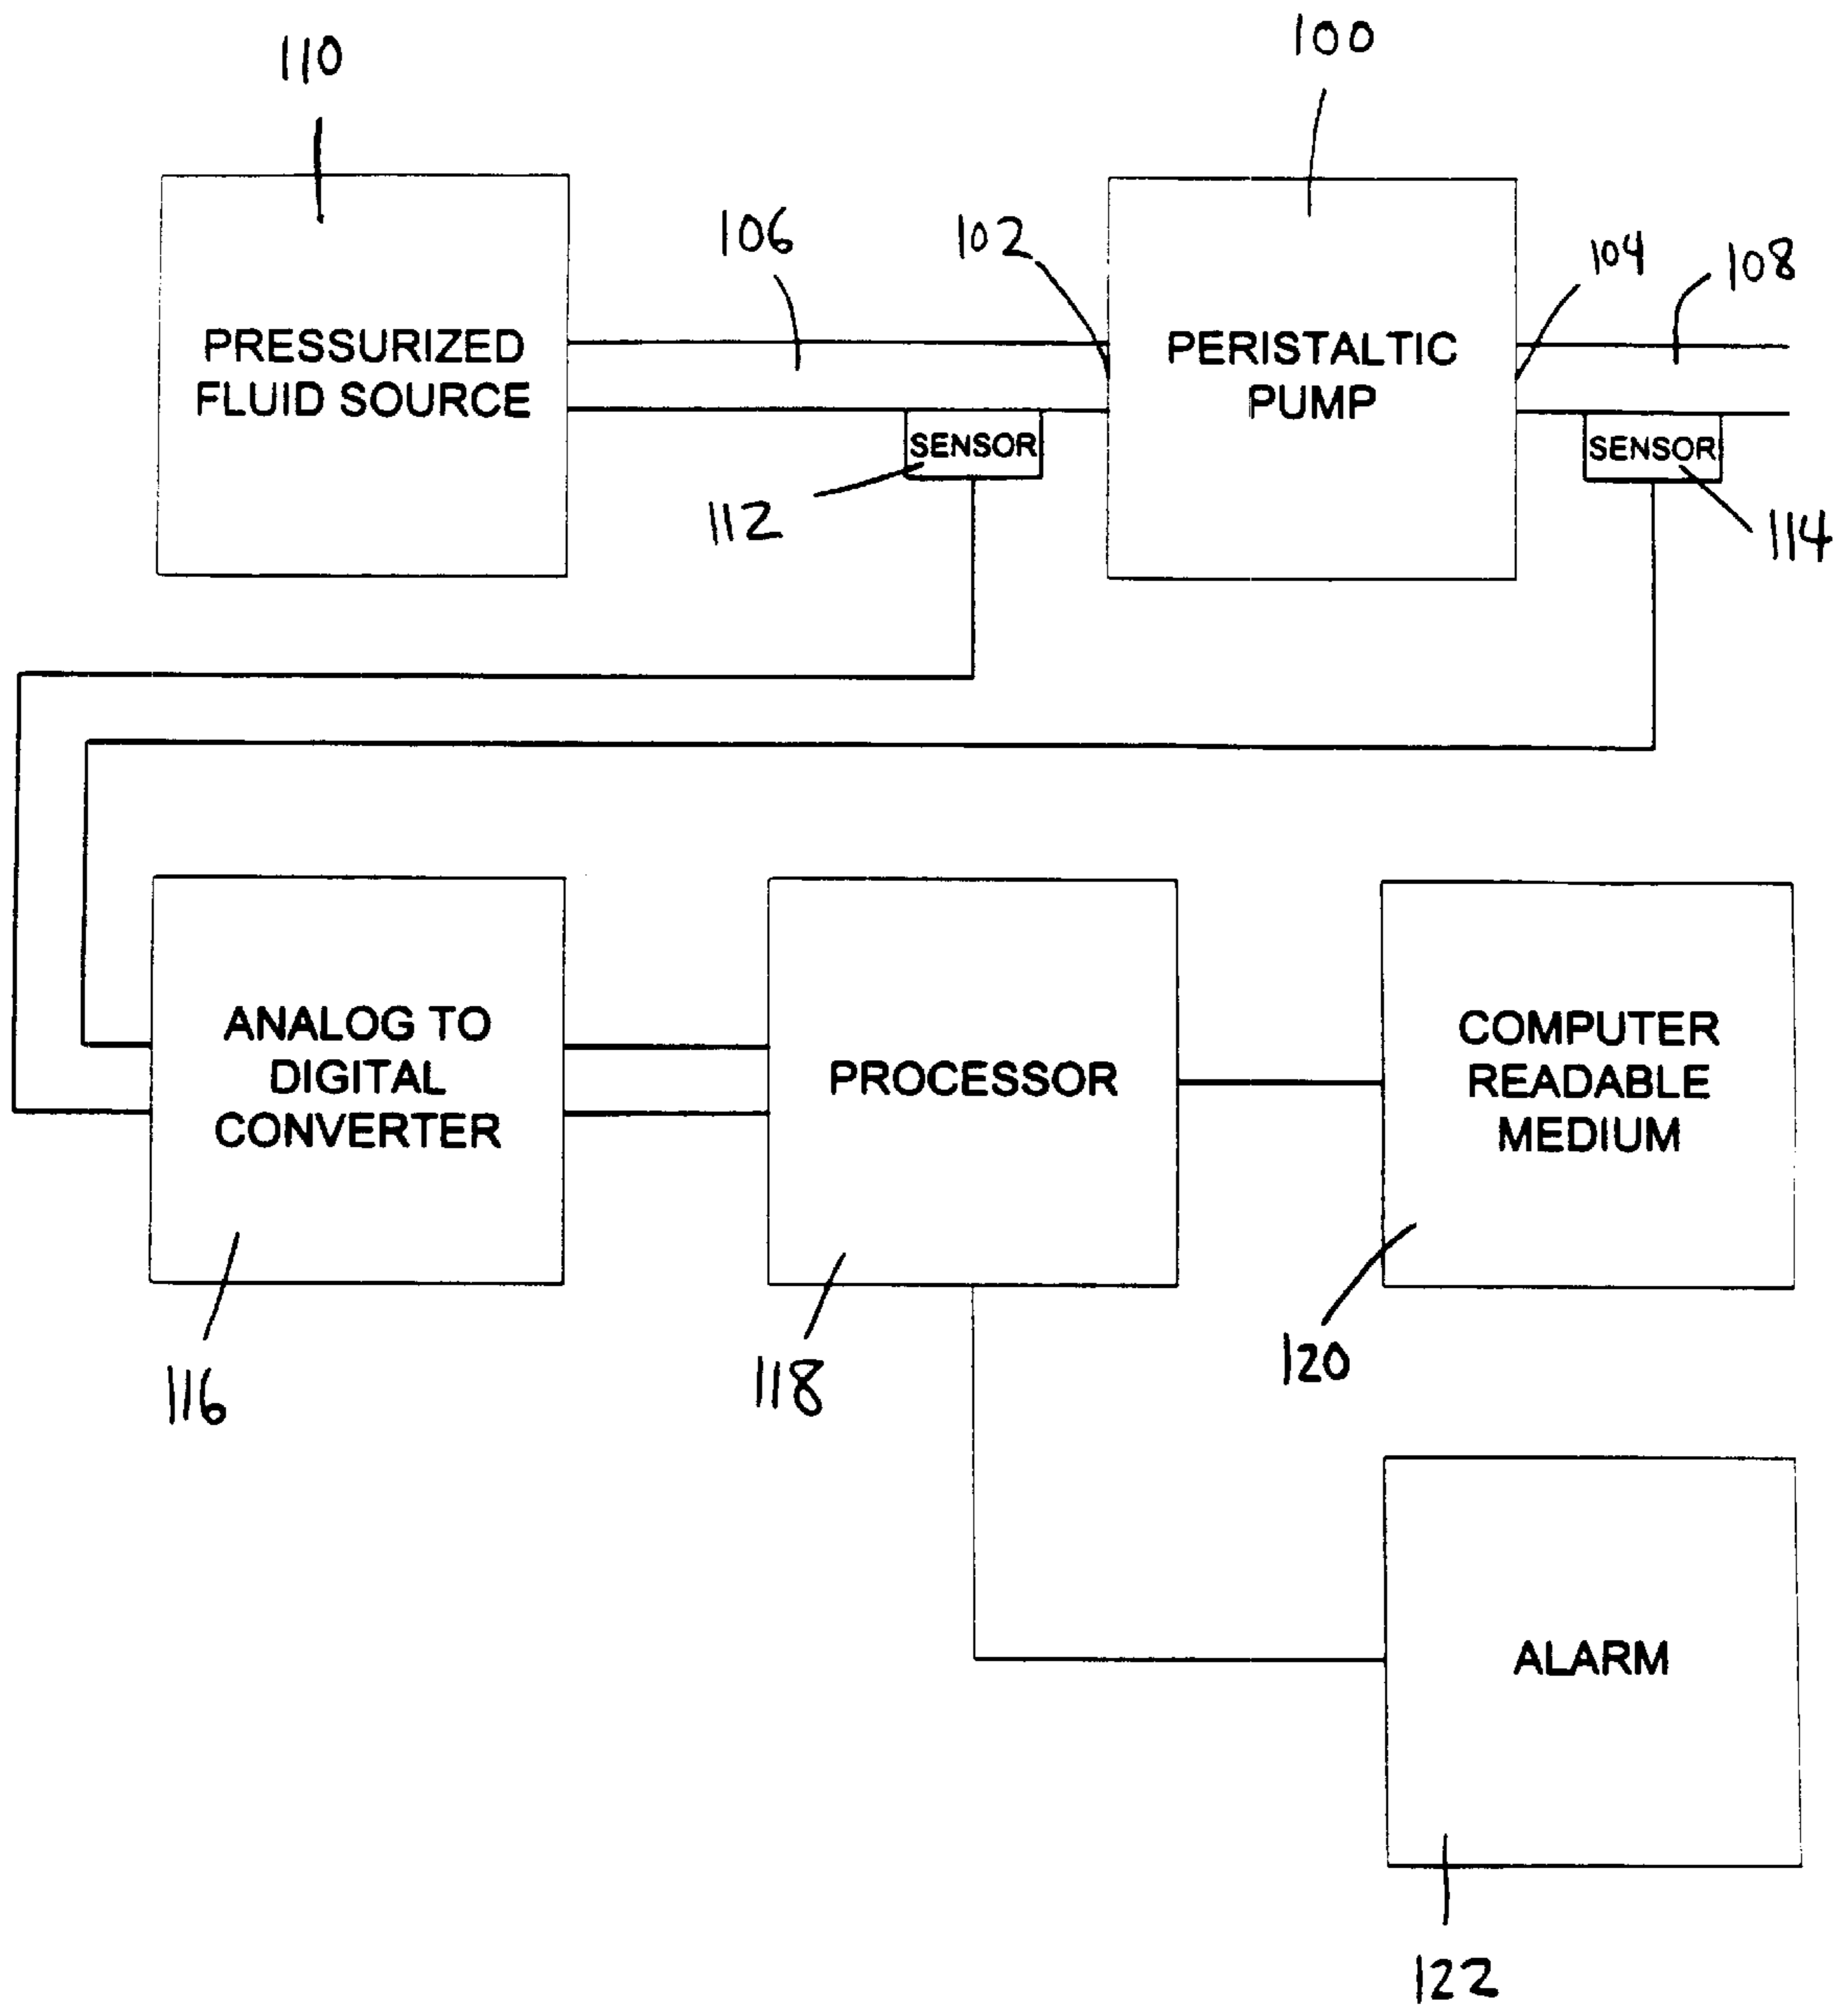 110
100
106
102
104
108
PRESSURIZED
FLUID SOURCE
PERISTALTIC
PUMP
SENSOR
SENSOR
112
114
ANALOG TO
DIGITAL
CONVERTER
PROCESSOR
COMPUTER
READABLE
MEDIUM
116
118
120
ALARM
122